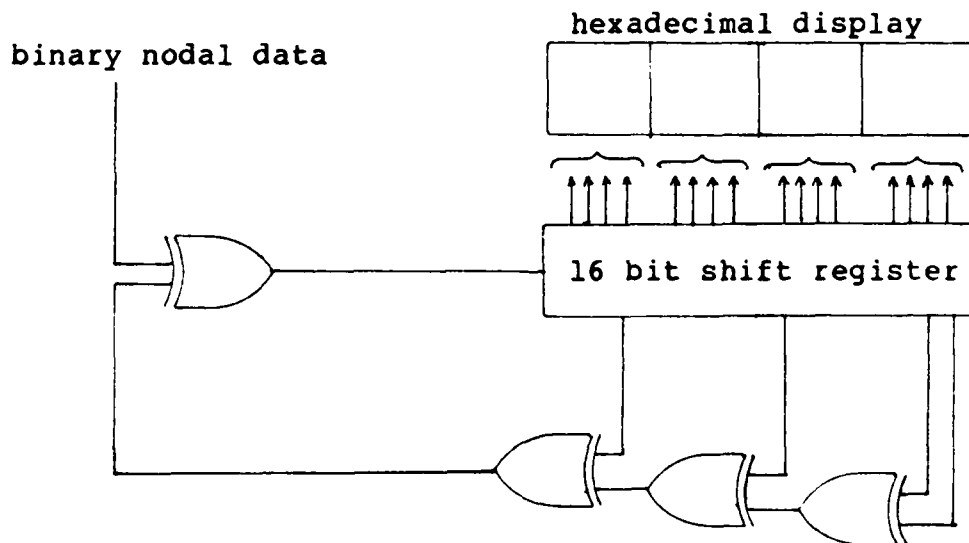 hexadecimal display
binary nodal data
16 bit shift register